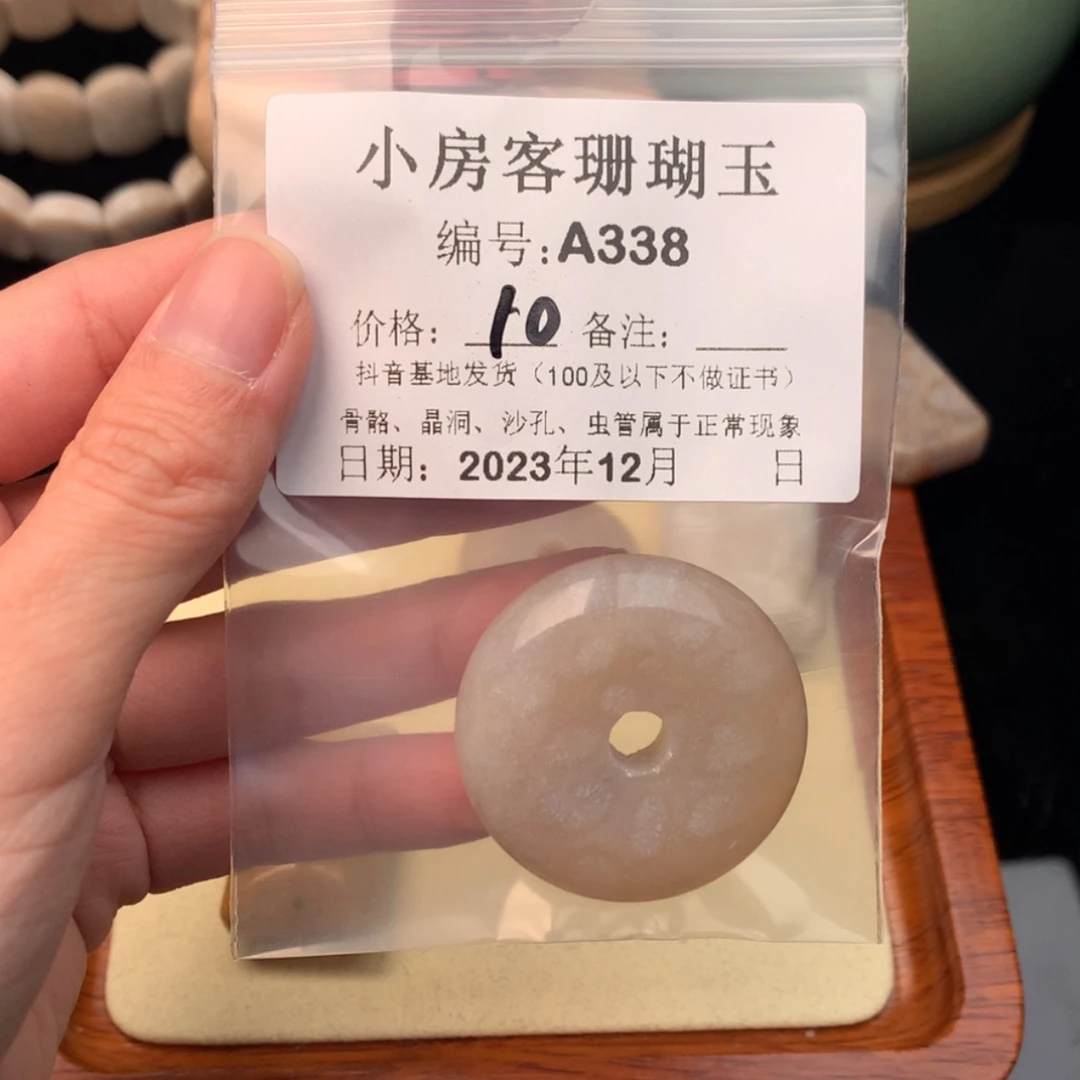 小房客珊瑚玉
编号:A338
价格: 10 备注:
抖音基地发货（100及以下不做证书）
骨骼、晶洞、沙孔、虫管属于正常现象
日期: 2023年12月 日